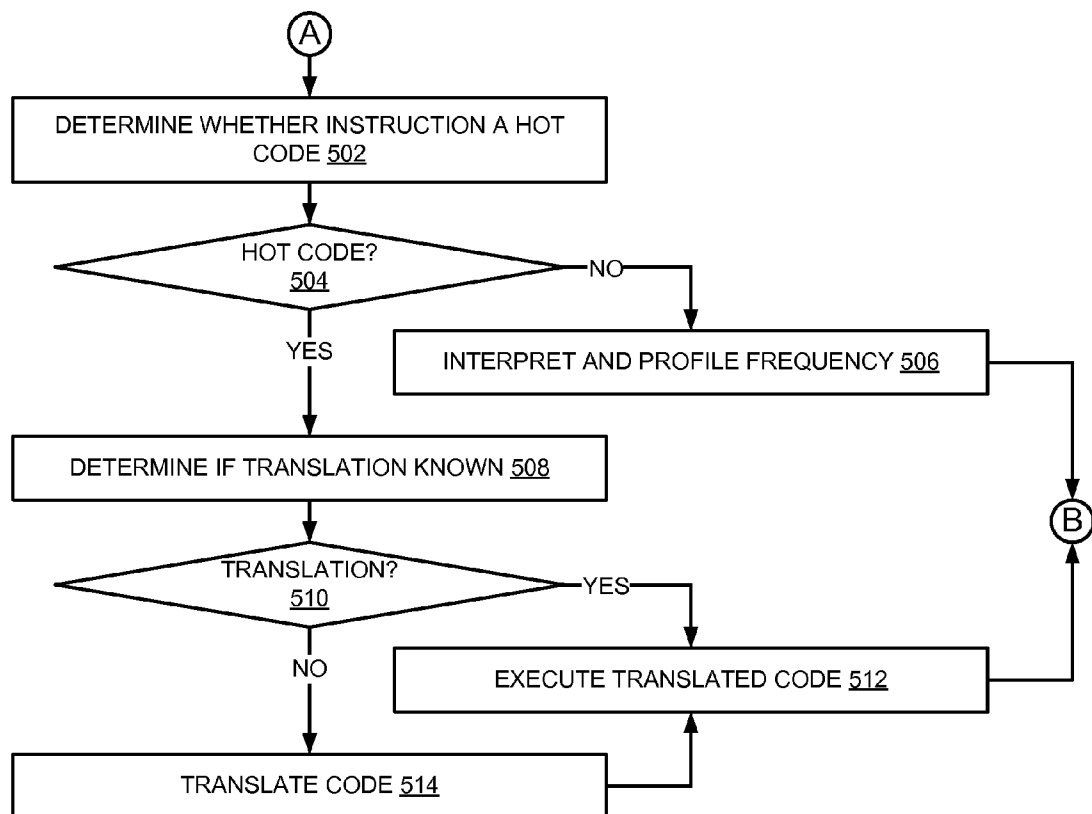 A
DETERMINE WHETHER INSTRUCTION A HOT
CODE 502
HOT CODE?
504
NO
YES
INTERPRET AND PROFILE FREQUENCY 506
DETERMINE IF TRANSLATION KNOWN 508
B
TRANSLATION?
510
YES
NO
EXECUTE TRANSLATED CODE 512
TRANSLATE CODE 514